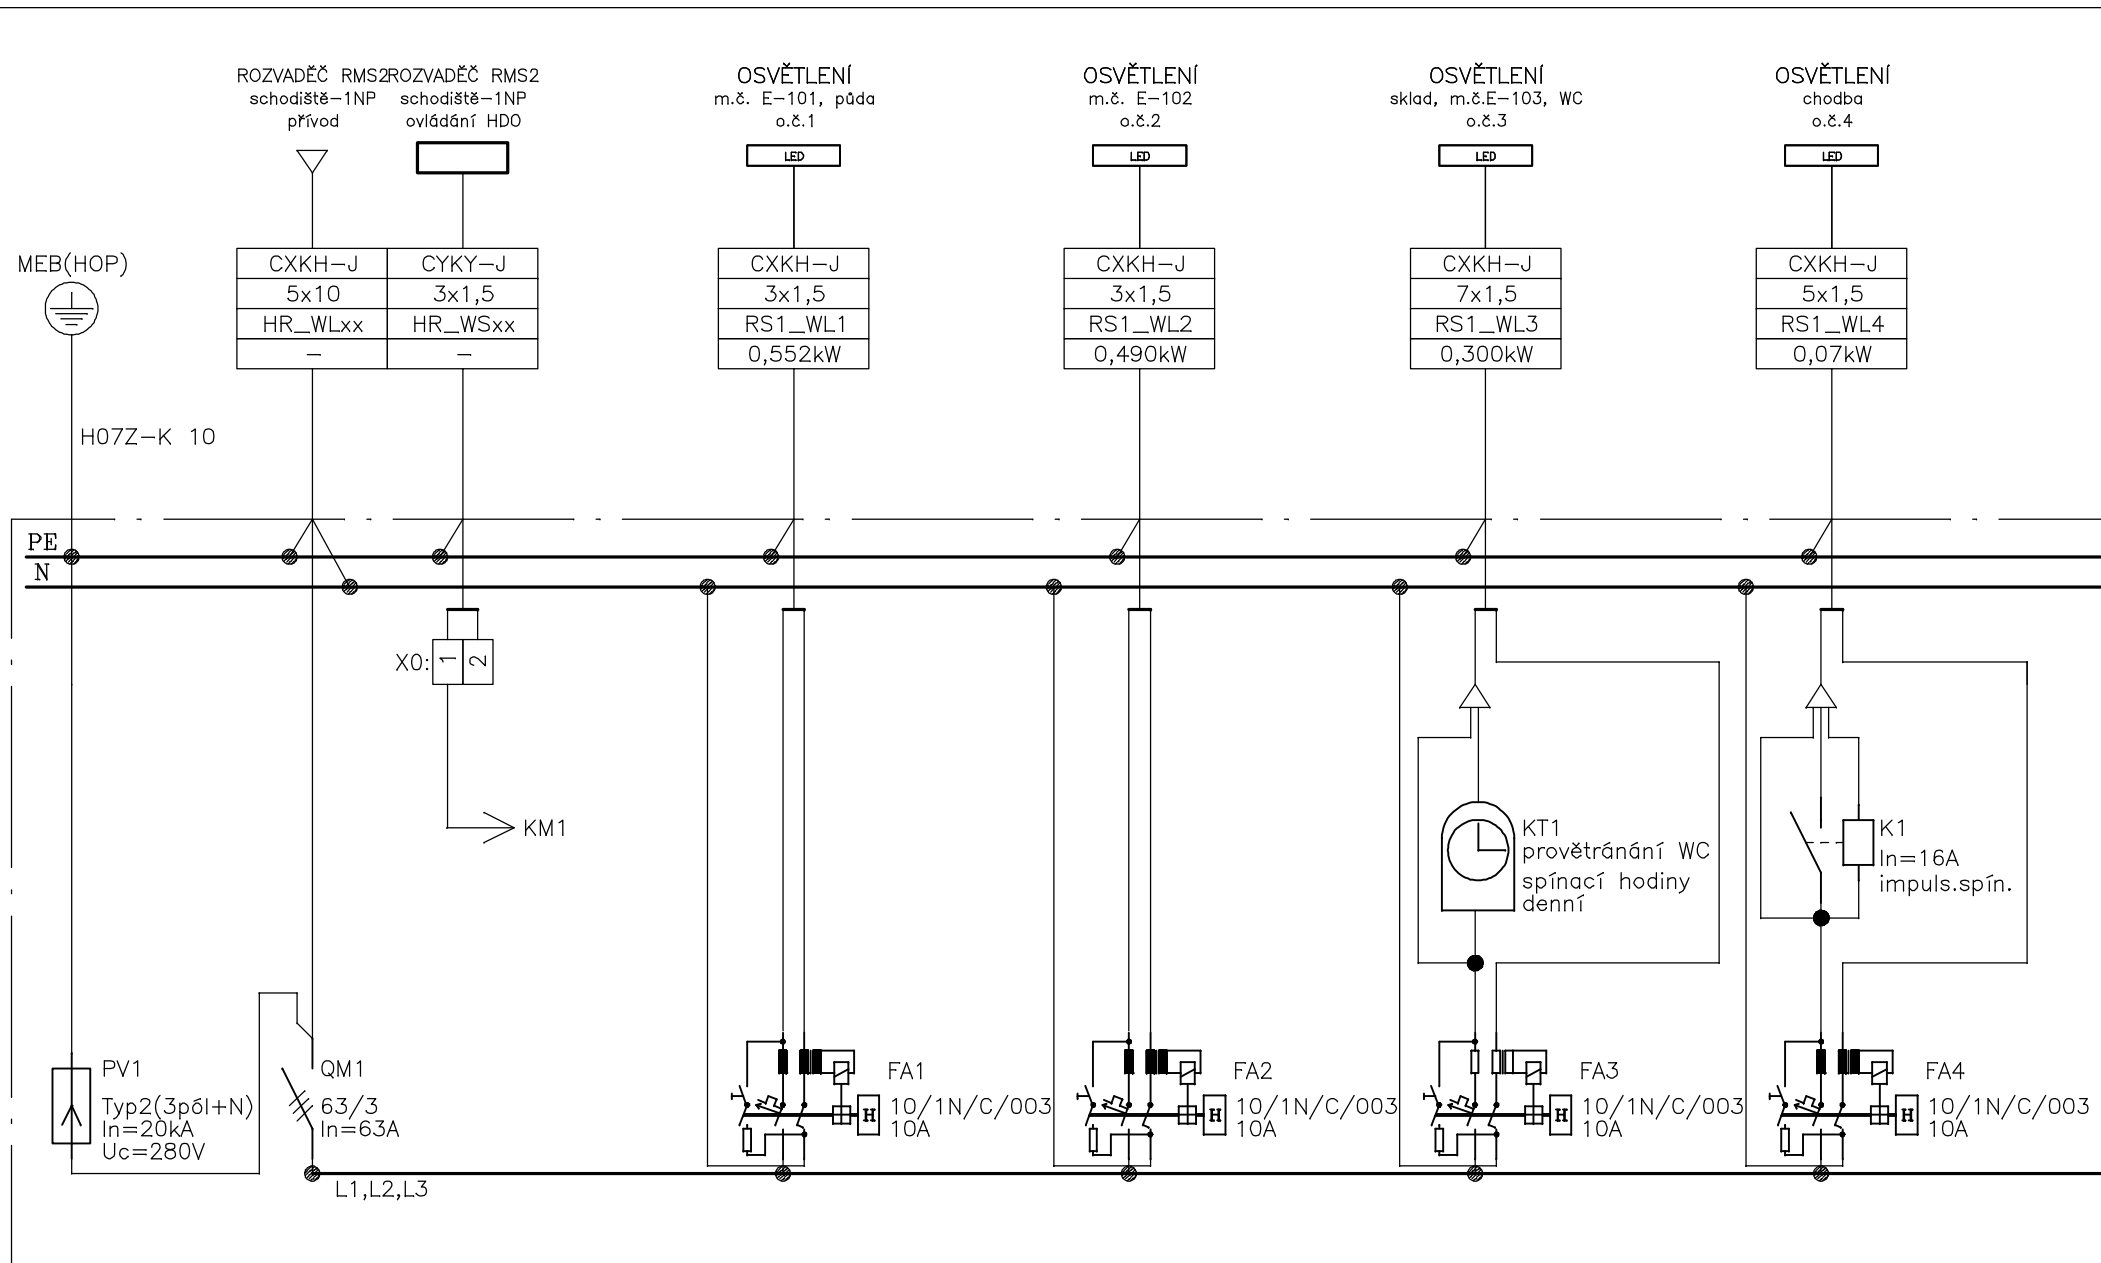 ROZVADĚČ RMS2
schodiště-1NP
přívod
ROZVADĚČ RMS2
schodiště-1NP
ovládání HDO
OSVĚTLENÍ
m.č. E-101, půda
o.č.1
OSVĚTLENÍ
m.č. E-102
o.č.2
OSVĚTLENÍ
sklad, m.č.E-103, WC
o.č.3
OSVĚTLENÍ
chodba
o.č.4
LED
LED
LED
LED
MEB(HOP)
CXKH-J
5x10
HR_WLxx
-
CYKY-J
3x1,5
HR_WSxx
-
CXKH-J
3x1,5
RS1_WL1
0,552kW
CXKH-J
3x1,5
RS1_WL2
0,490kW
CXKH-J
7x1,5
RS1_WL3
0,300kW
CXKH-J
5x1,5
RS1_WL4
0,07kW
H07Z-K 10
PE
N
X0:
1
2
KM1
KT1
provětránání WC
spínací hodiny
denní
K1
In=16A
impuls.spín.
PV1
Typ2(3pól+N)
In=20kA
Uc=280V
QM1
63/3
In=63A
H
FA1
10/1N/C/003
10A
H
FA2
10/1N/C/003
10A
H
FA3
10/1N/C/003
10A
H
FA4
10/1N/C/003
10A
L1,L2,L3